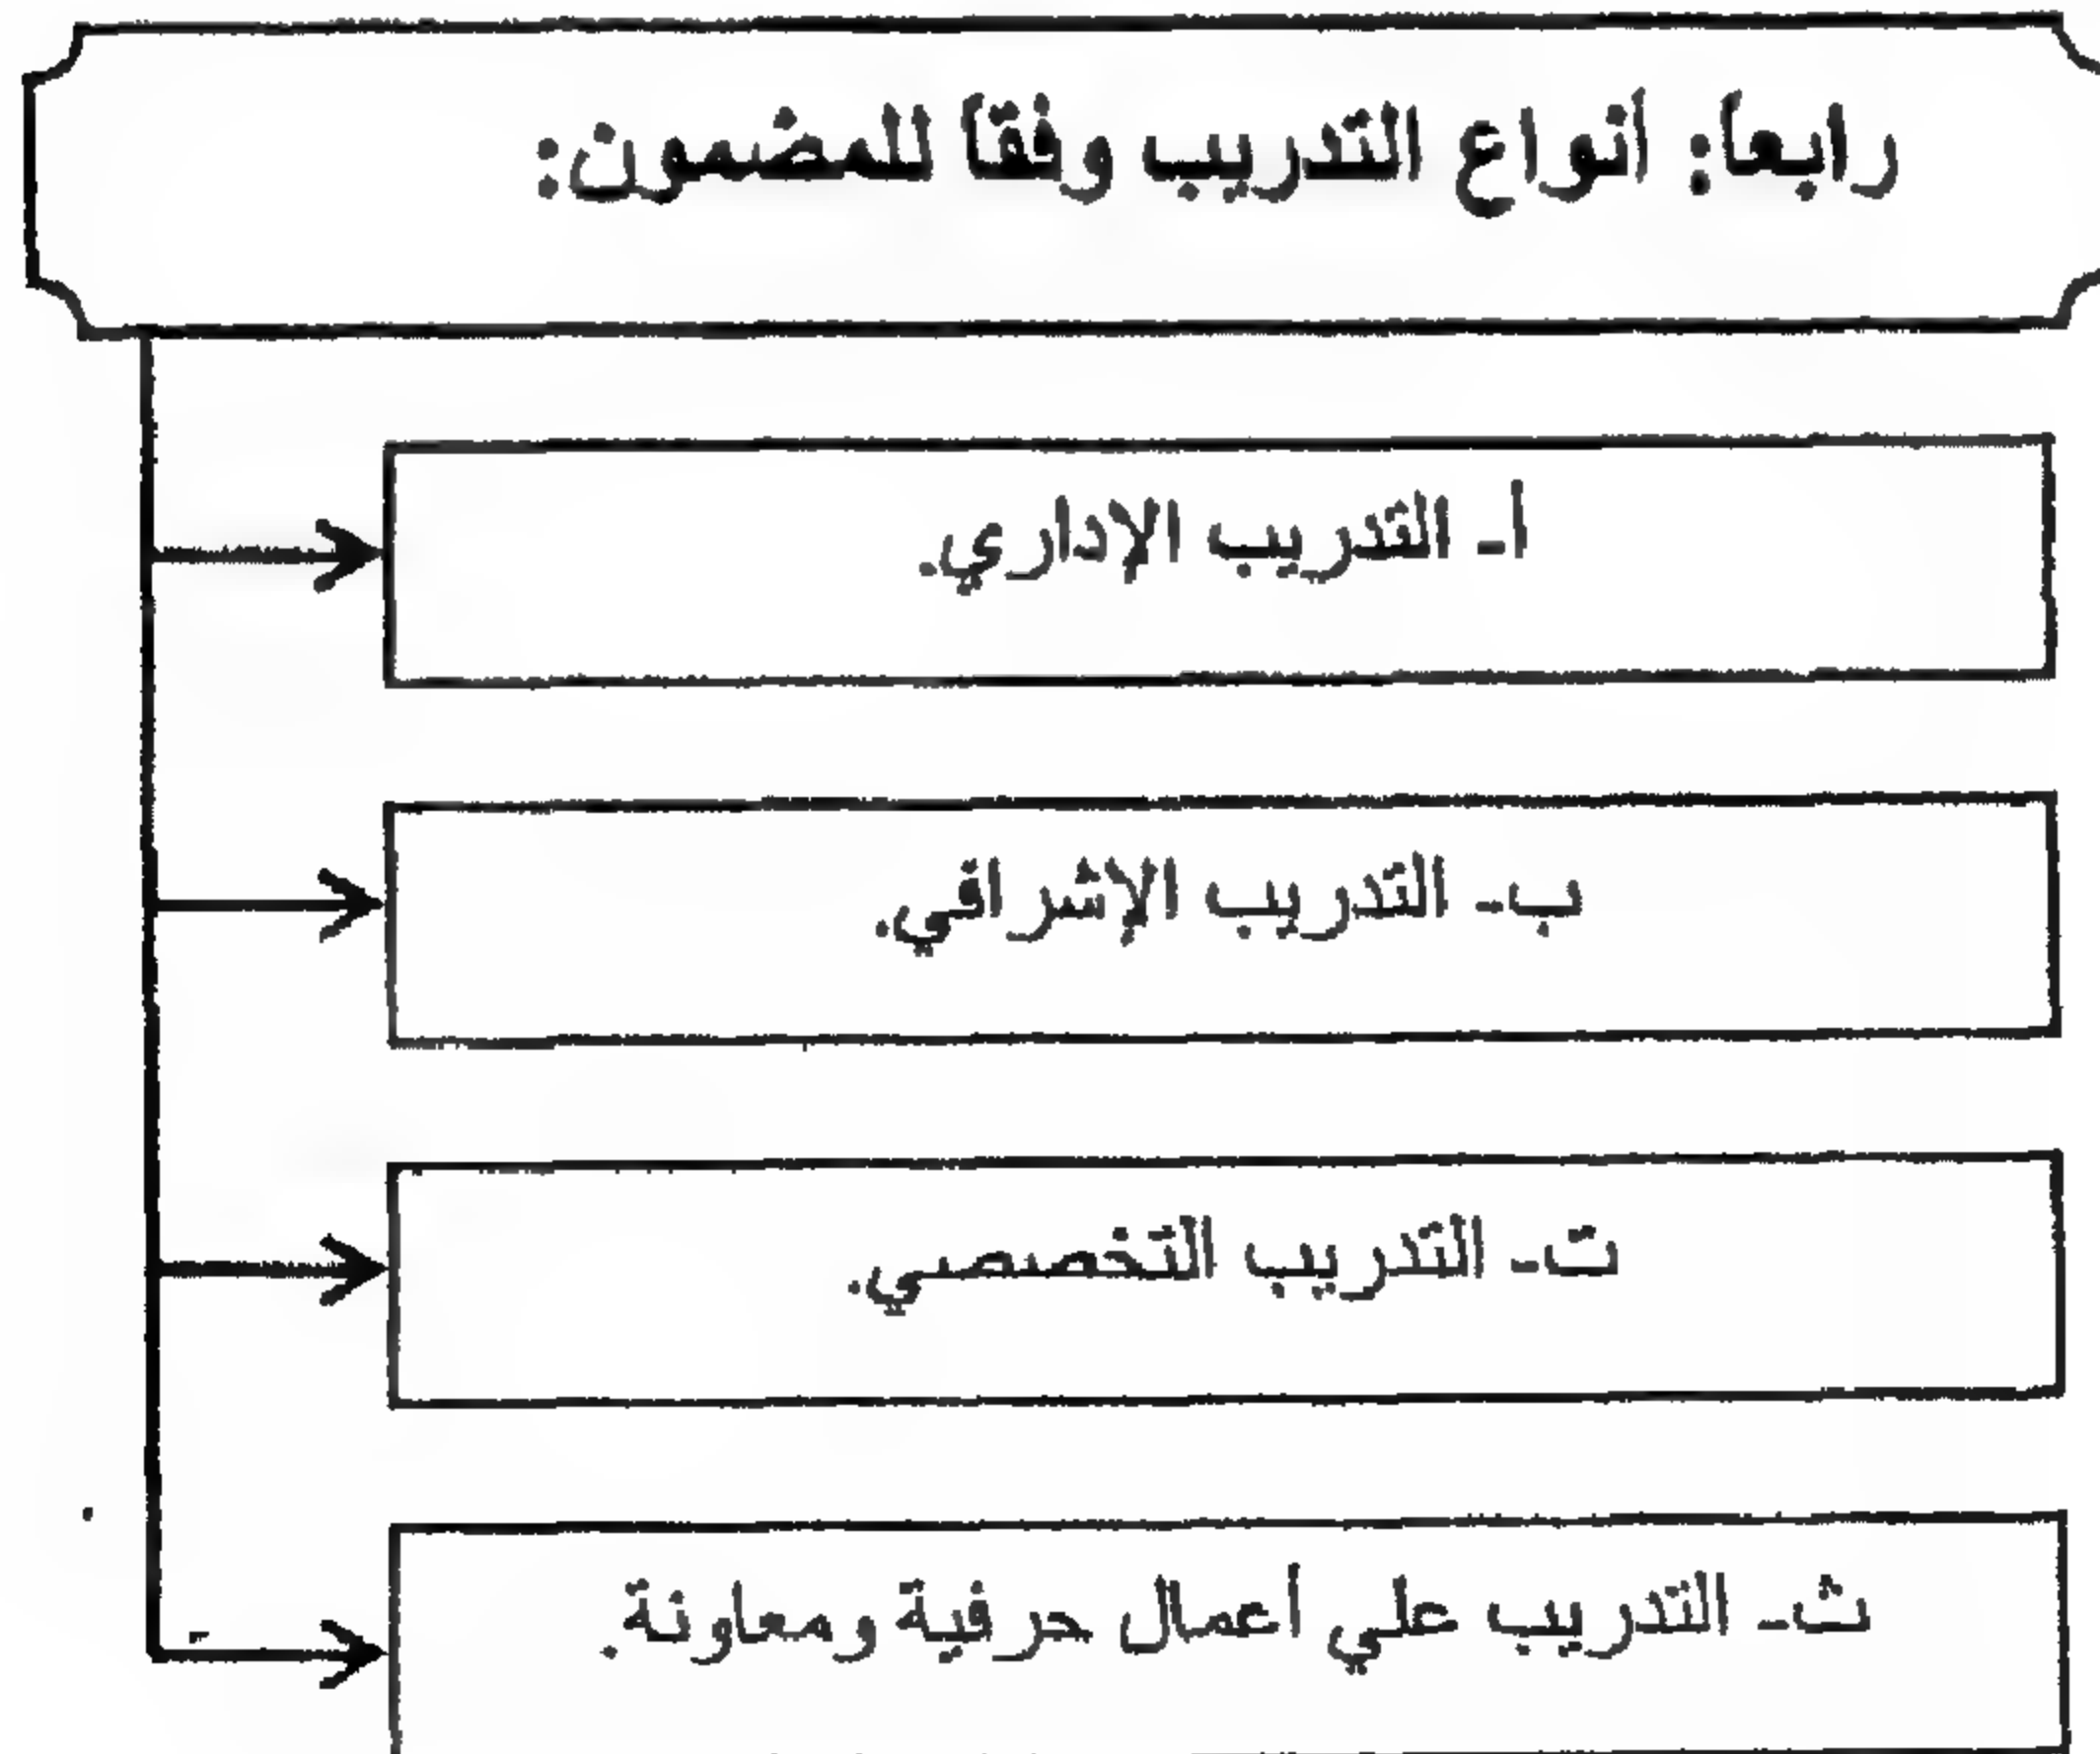 رابعاً: أنواع التدريب وفقاً للمضمون:
أ- التدريب الإداري.
ب- التدريب الإشرافي.
ت- التدريب التخصصي.
ث- التدريب علي أعمال حرفية ومعاونة.